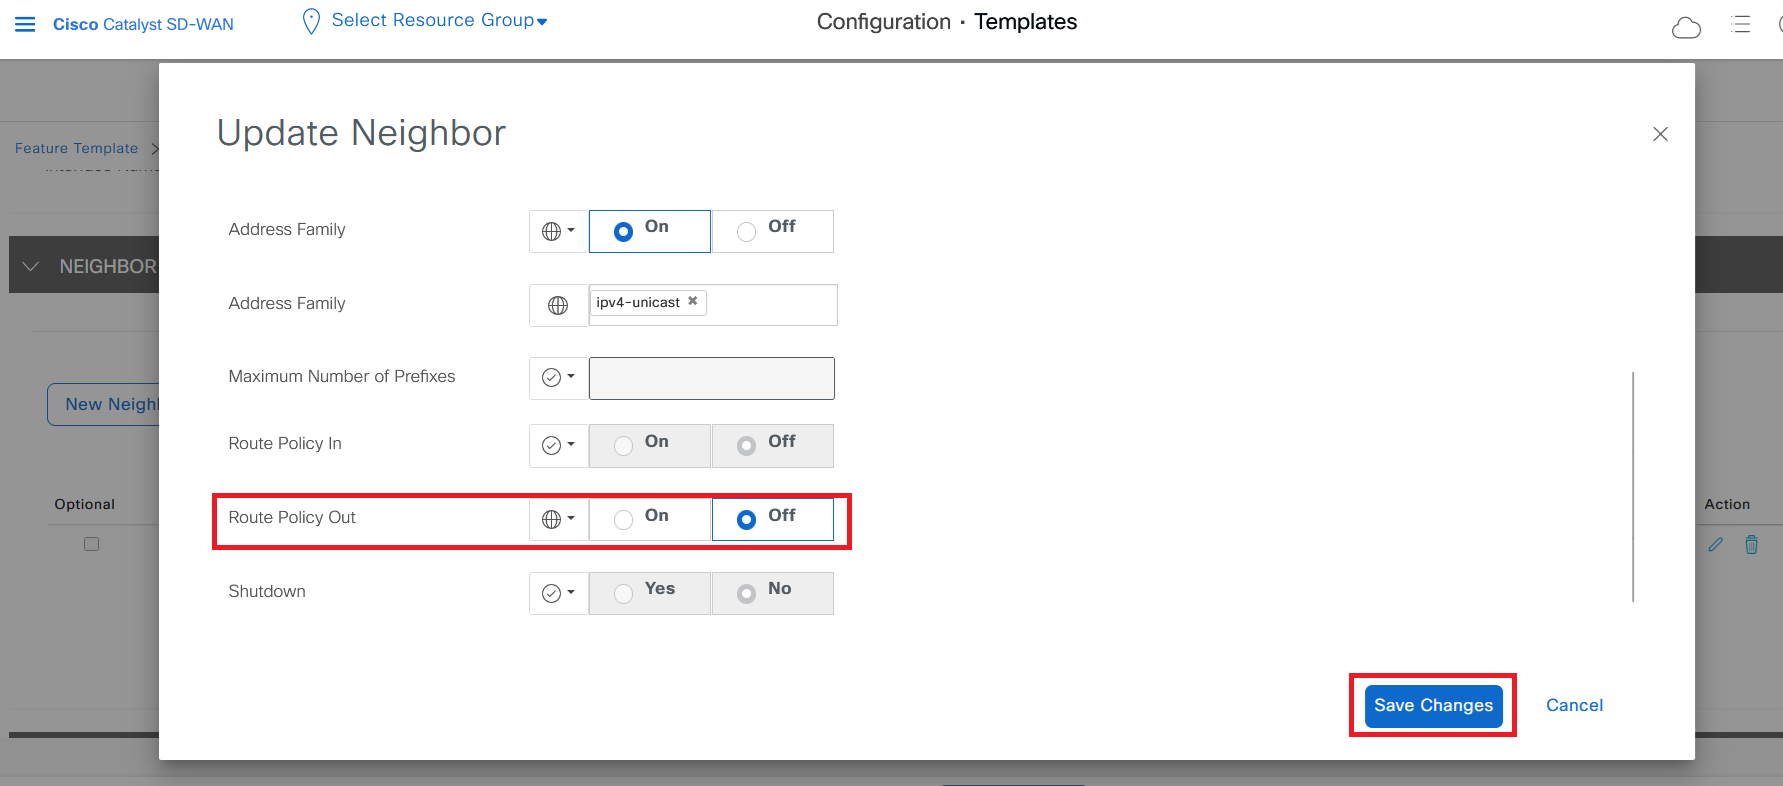 Cisco Catalyst SD-WAN
Select Resource Group
Configuration · Templates
Update Neighbor
Feature Template
Address Family On Off
NEIGHBOR
Address Family ipv4-unicast
Maximum Number of Prefixes
New Neighb
Route Policy In On Off
Optional
Action
Route Policy Out On Off
Shutdown Yes No
Save Changes
Cancel